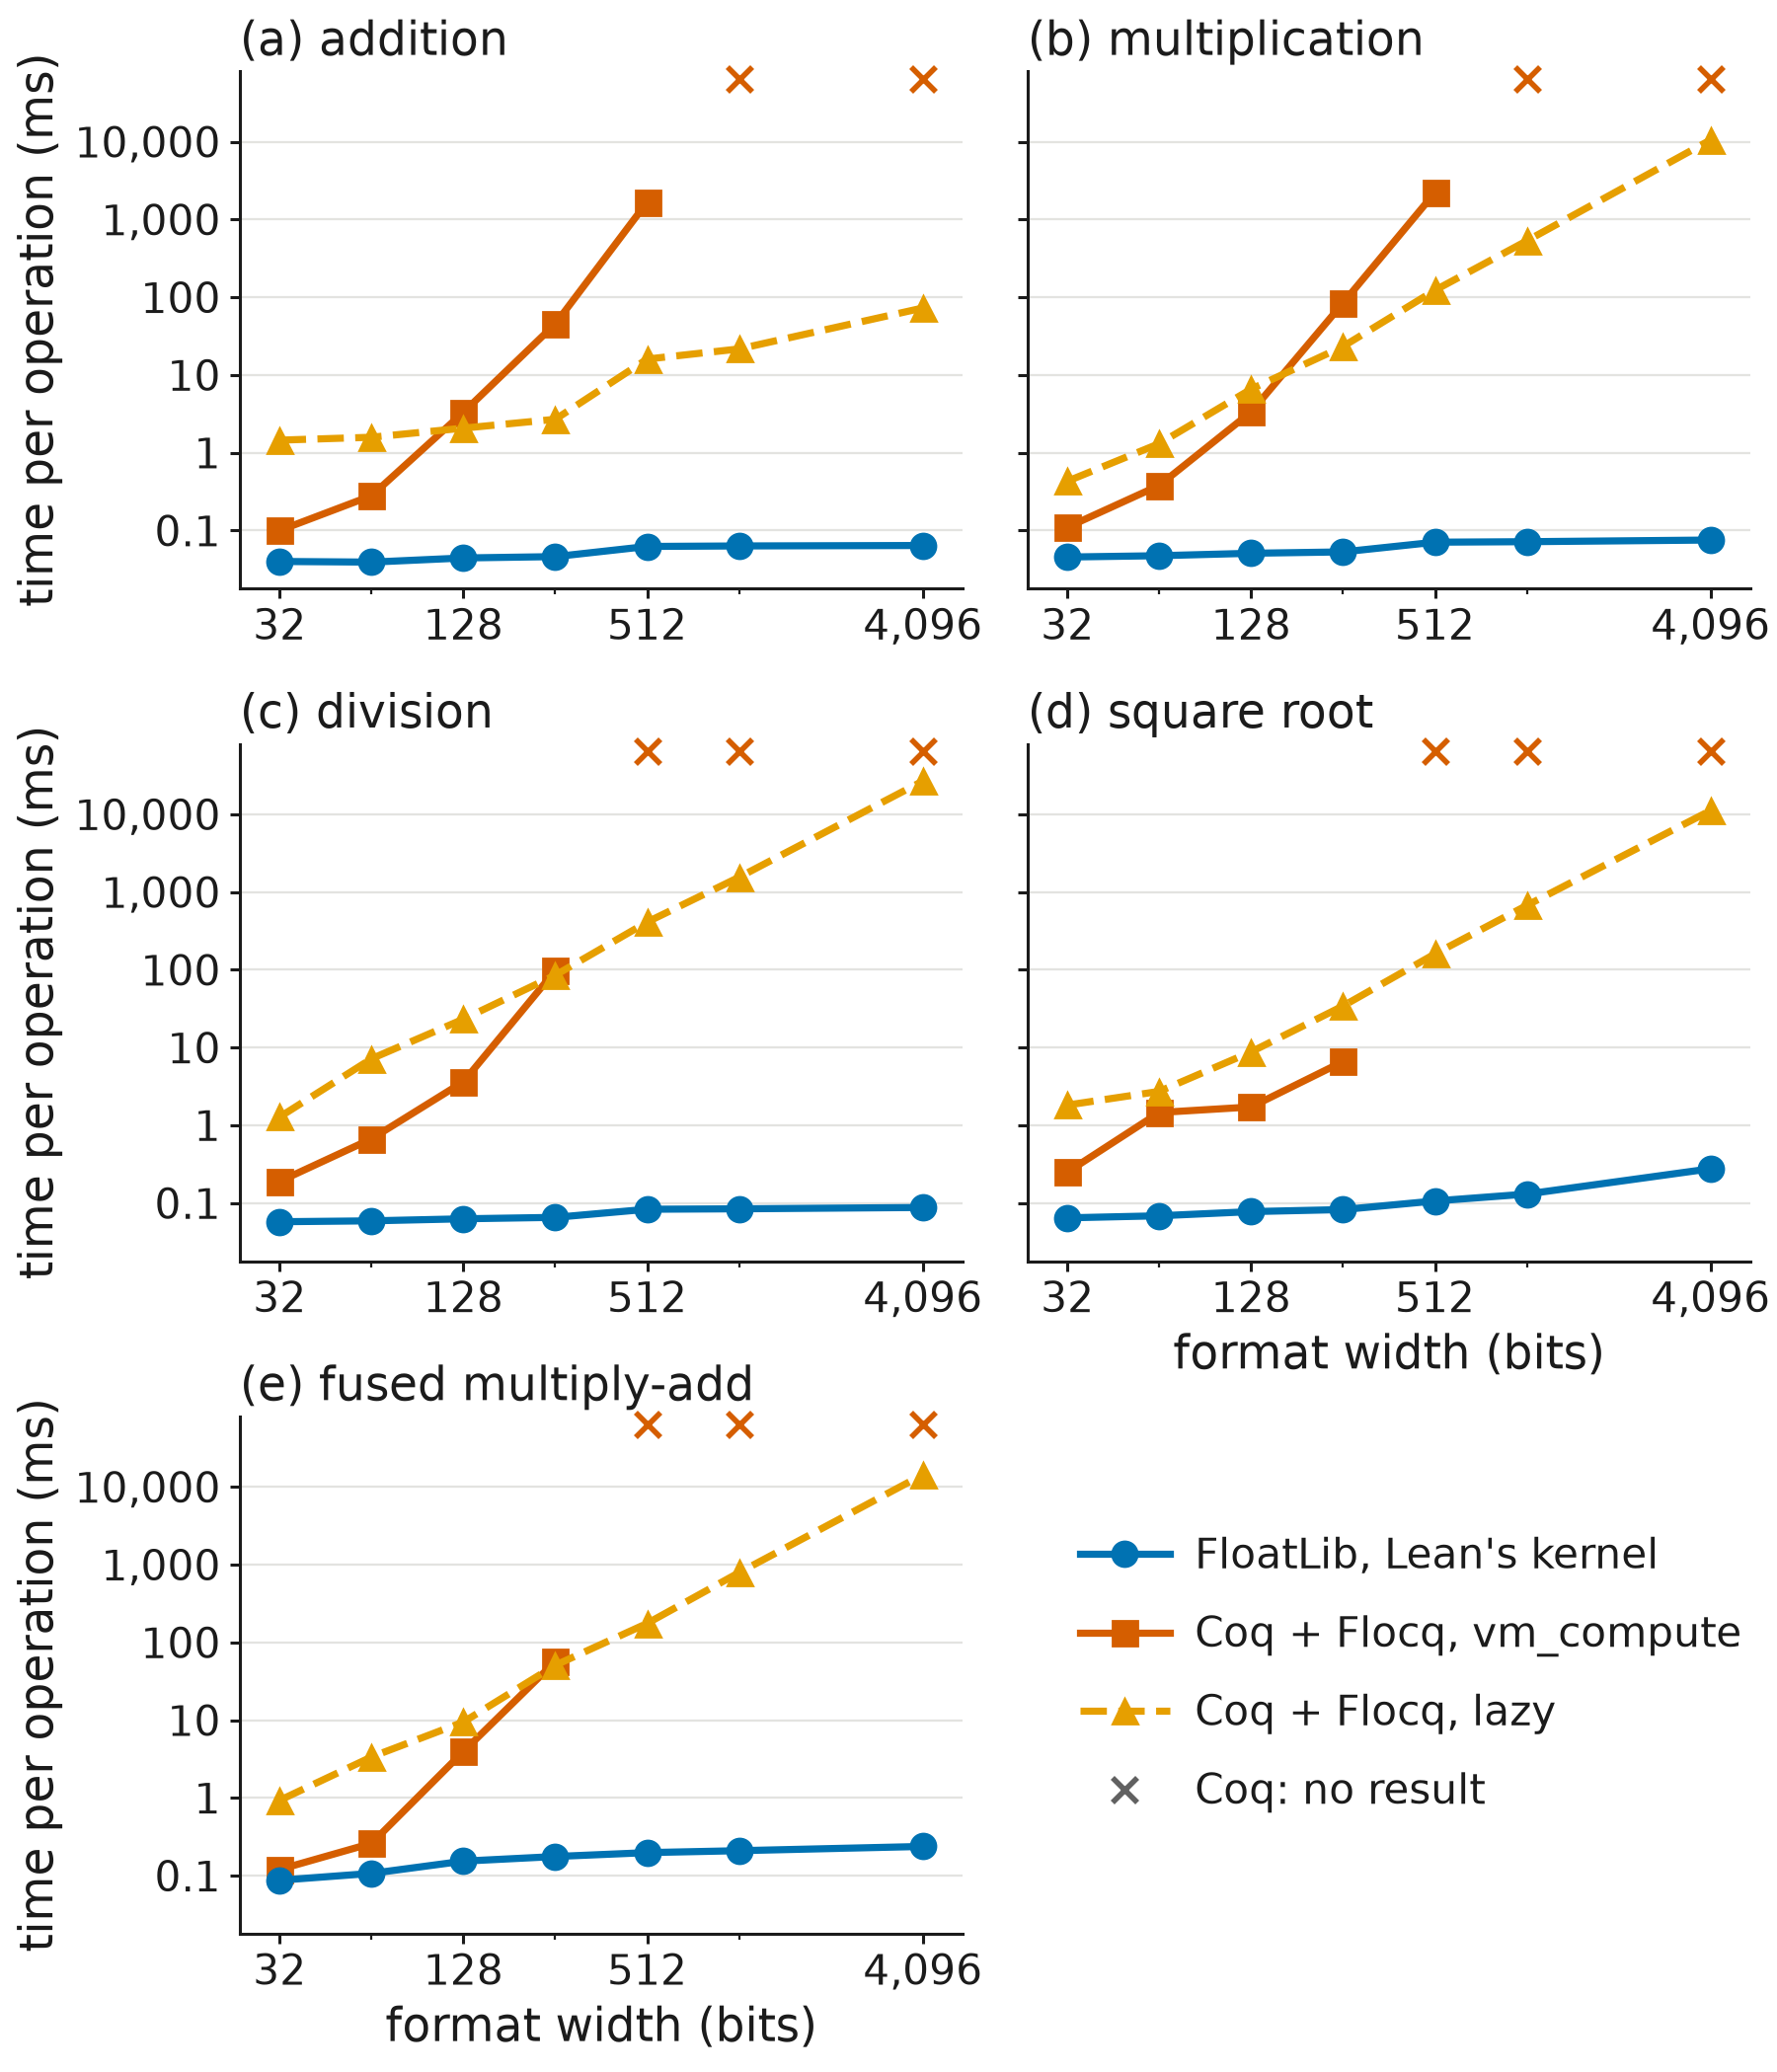 (a) addition
time per operation (ms)
10,000
1,000
100
10
1
0.1
32 128 512 4,096
(b) multiplication
32 128 512 4,096
(c) division
time per operation (ms)
10,000
1,000
100
10
1
0.1
32 128 512 4,096
(d) square root
32 128 512 4,096
format width (bits)
(e) fused multiply-add
time per operation (ms)
10,000
1,000
100
10
1
0.1
32 128 512 4,096
format width (bits)
FloatLib, Lean's kernel
Coq + Flocq, vm_compute
Coq + Flocq, lazy
Coq: no result